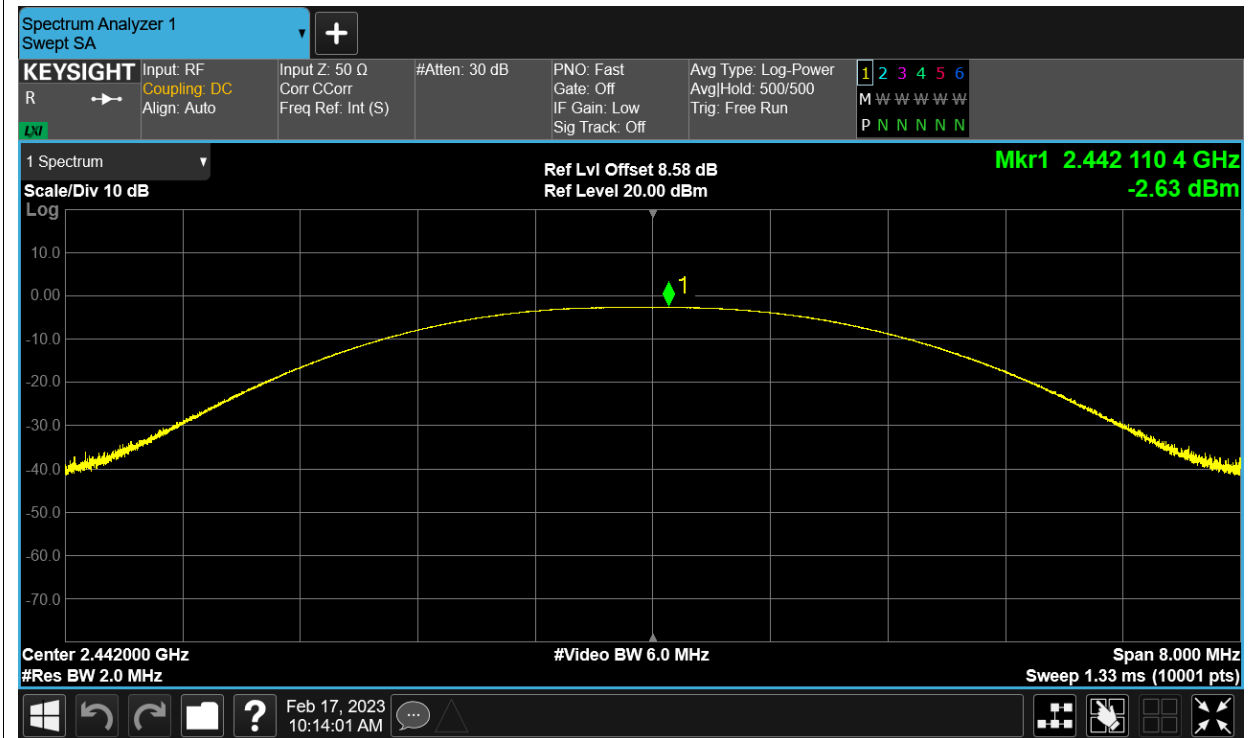 Spectrum Analyzer 1
Swept SA
KEYSIGHT
R
LXI
Input: RF
Coupling: DC
Align: Auto
Input Z: 50 Ω
Corr CCorr
Freq Ref: Int (S)
#Atten: 30 dB
PNO: Fast
Gate: Off
IF Gain: Low
Sig Track: Off
Avg Type: Log-Power
Avg|Hold: 500/500
Trig: Free Run
1 2 3 4 5 6
M W W W W W
P N N N N N
1 Spectrum
Scale/Div 10 dB
Log
Ref Lvl Offset 8.58 dB
Ref Level 20.00 dBm
Mkr1 2.442 110 4 GHz
-2.63 dBm
10.0
0.00
-10.0
-20.0
-30.0
-40.0
-50.0
-60.0
-70.0
1
Center 2.442000 GHz
#Res BW 2.0 MHz
#Video BW 6.0 MHz
Span 8.000 MHz
Sweep 1.33 ms (10001 pts)
?
Feb 17, 2023
10:14:01 AM